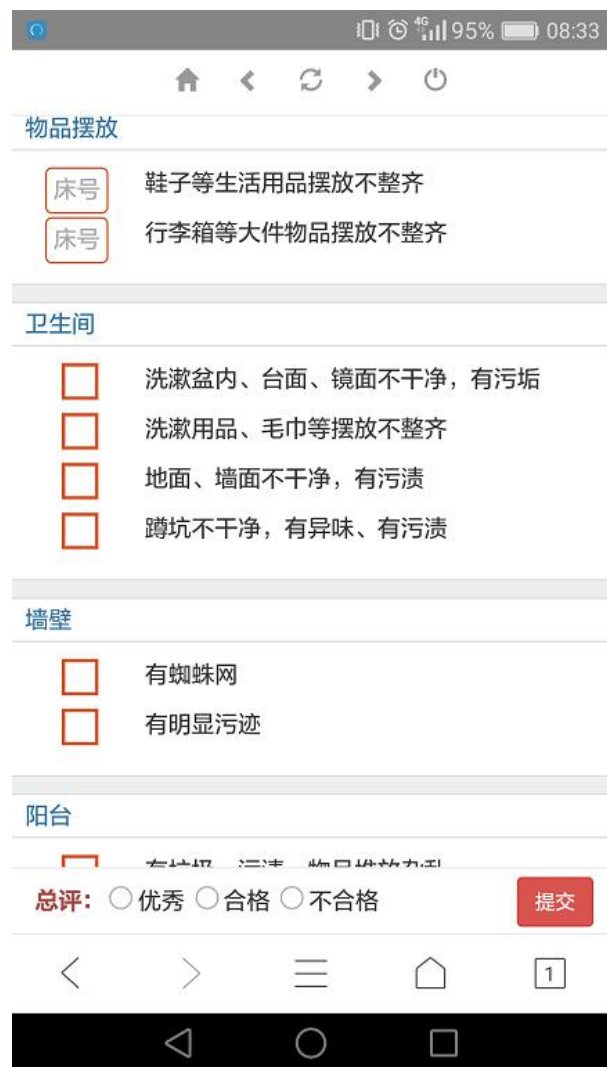 4G 95% 08:33
物品摆放
床号 鞋子等生活用品摆放不整齐
床号 行李箱等大件物品摆放不整齐
卫生间
洗漱盆内、台面、镜面不干净，有污垢
洗漱用品、毛巾等摆放不整齐
地面、墙面不干净，有污渍
蹲坑不干净，有异味、有污渍
墙壁
有蜘蛛网
有明显污迹
阳台
总评： 优秀 合格 不合格 提交
1